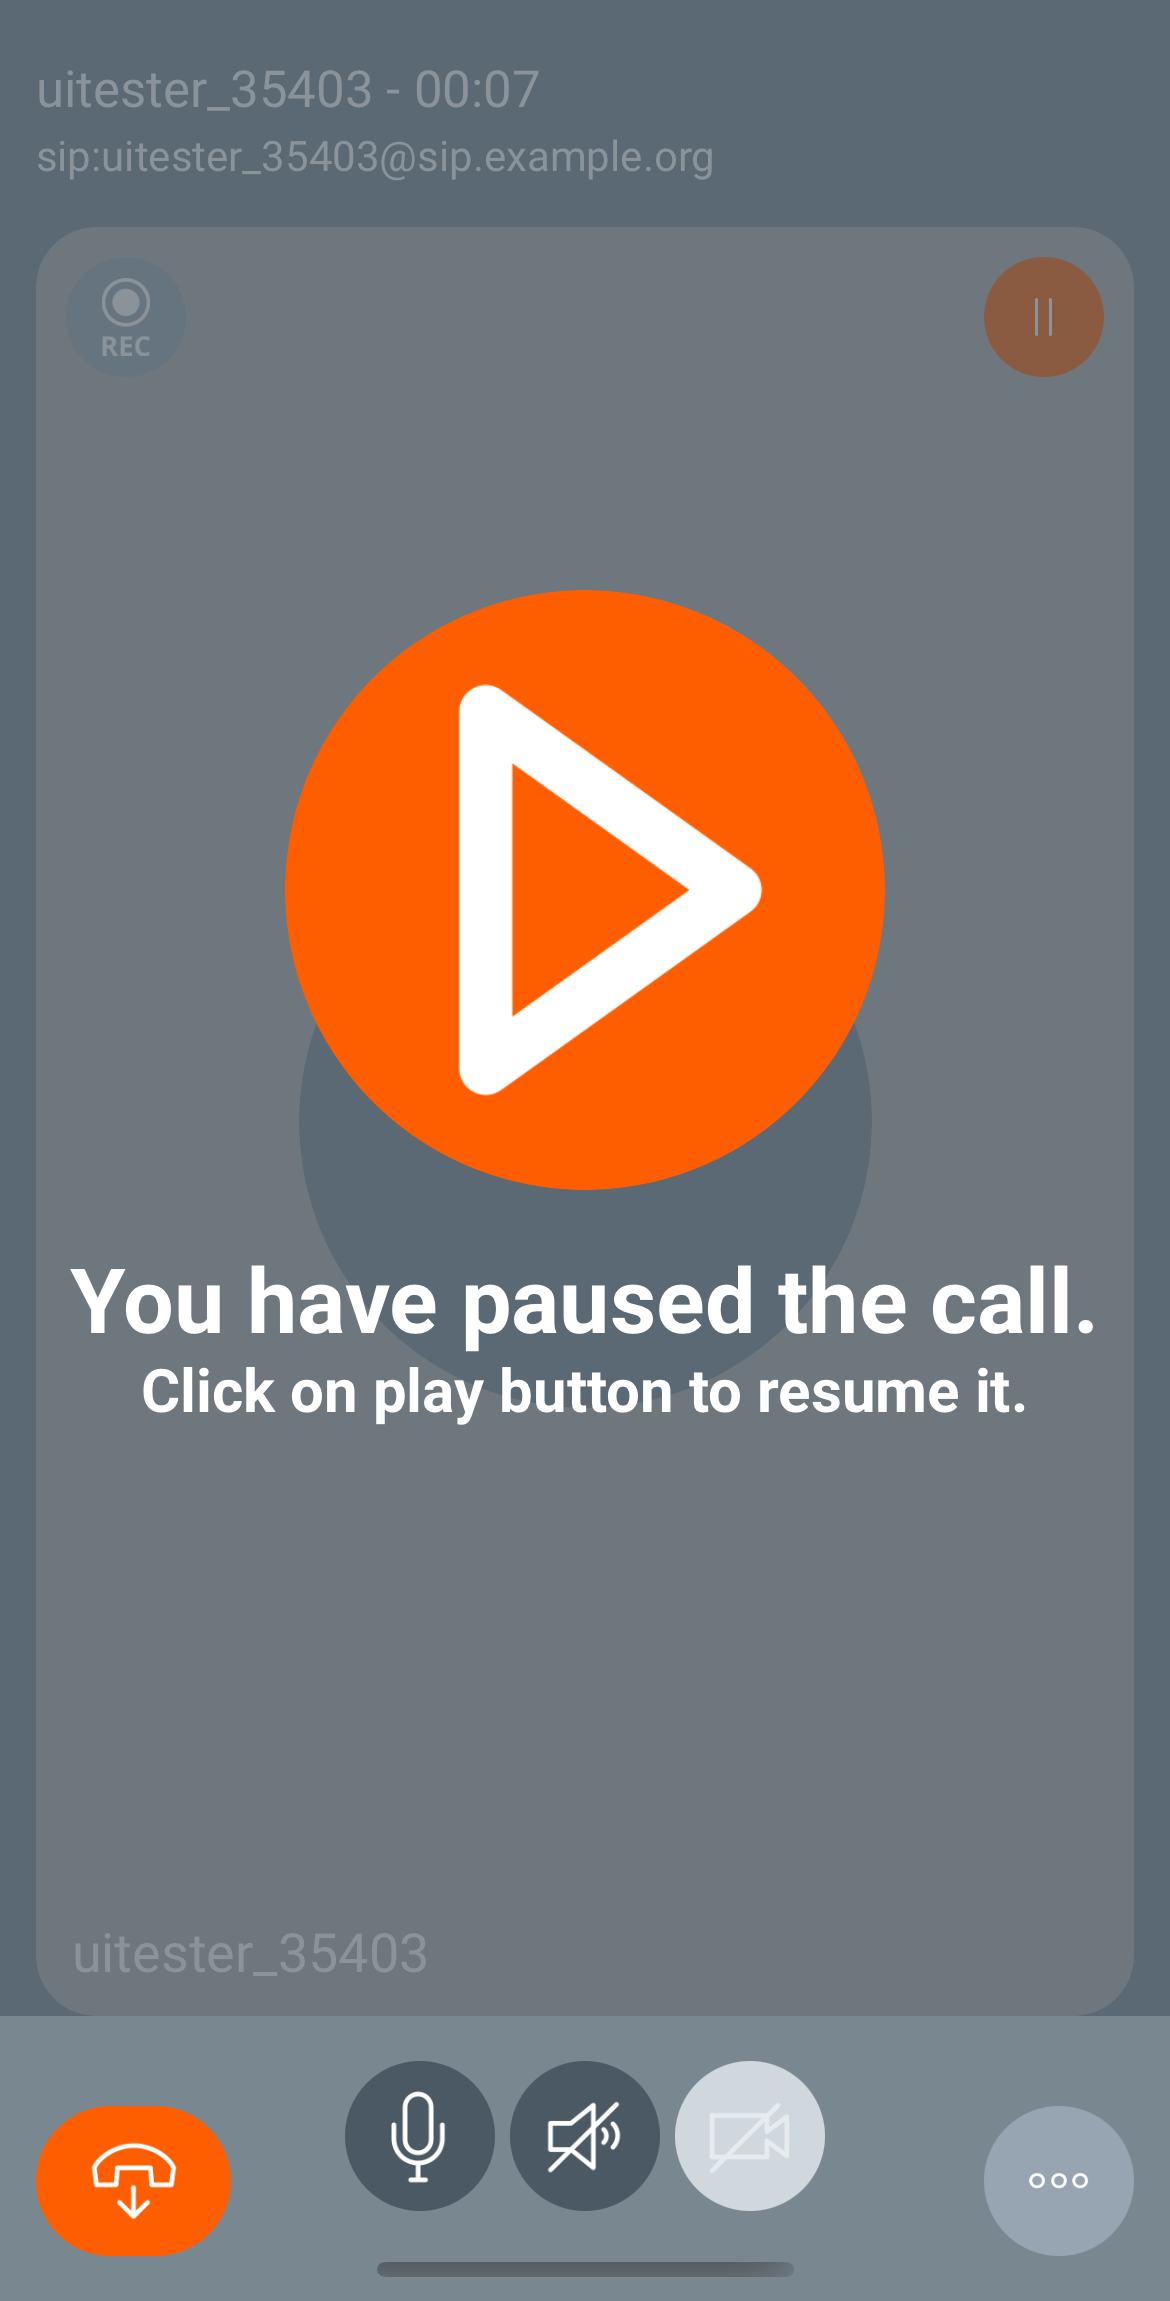 uitester_35403 - 00:07
sip:uitester_35403@sip.example.org
REC
You have paused the call.
Click on play button to resume it.
uitester_35403